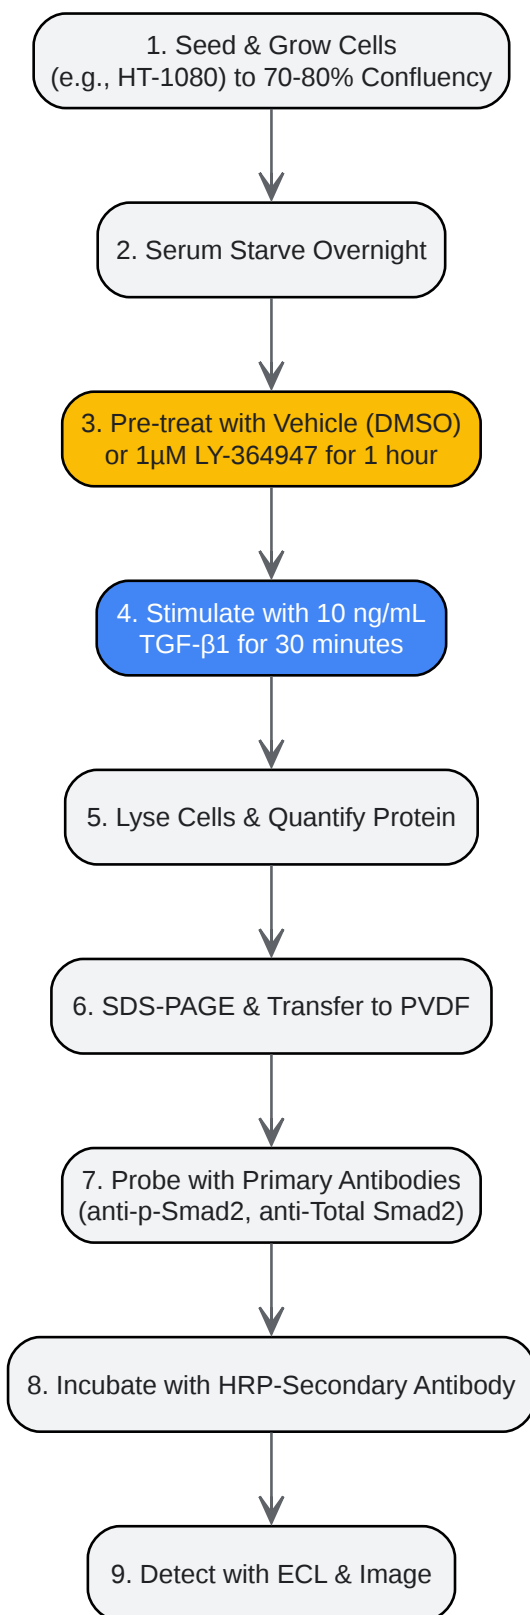 1. Seed & Grow Cells
(e.g., HT-1080) to 70-80% Confluency
2. Serum Starve Overnight
3. Pre-treat with Vehicle (DMSO)
or 1µM LY-364947 for 1 hour
4. Stimulate with 10 ng/mL
TGF-β1 for 30 minutes
5. Lyse Cells & Quantify Protein
6. SDS-PAGE & Transfer to PVDF
7. Probe with Primary Antibodies
(anti-p-Smad2, anti-Total Smad2)
8. Incubate with HRP-Secondary Antibody
9. Detect with ECL & Image